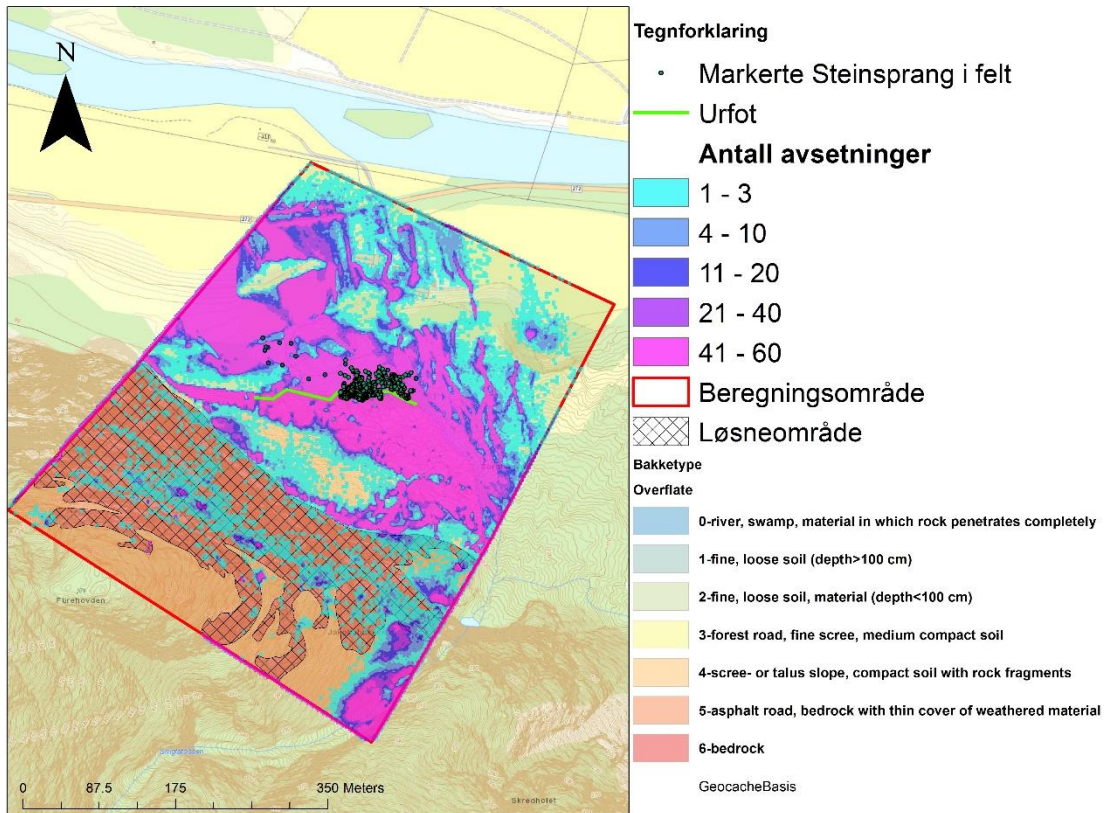 N
Furehovden
Skredholet
0 87.5 175 350 Meters
Tegnforklaring
Markerte Steinsprang i felt
Urfot
Antall avsetninger
1 - 3
4 - 10
11 - 20
21 - 40
41 - 60
Beregningsområde
Løsneområde
Bakketype
Overflate
0-river, swamp, material in which rock penetrates completely
1-fine, loose soil (depth>100 cm)
2-fine, loose soil, material (depth<100 cm)
3-forest road, fine scree, medium compact soil
4-scree- or talus slope, compact soil with rock fragments
5-asphalt road, bedrock with thin cover of weathered material
6-bedrock
GeocacheBasis